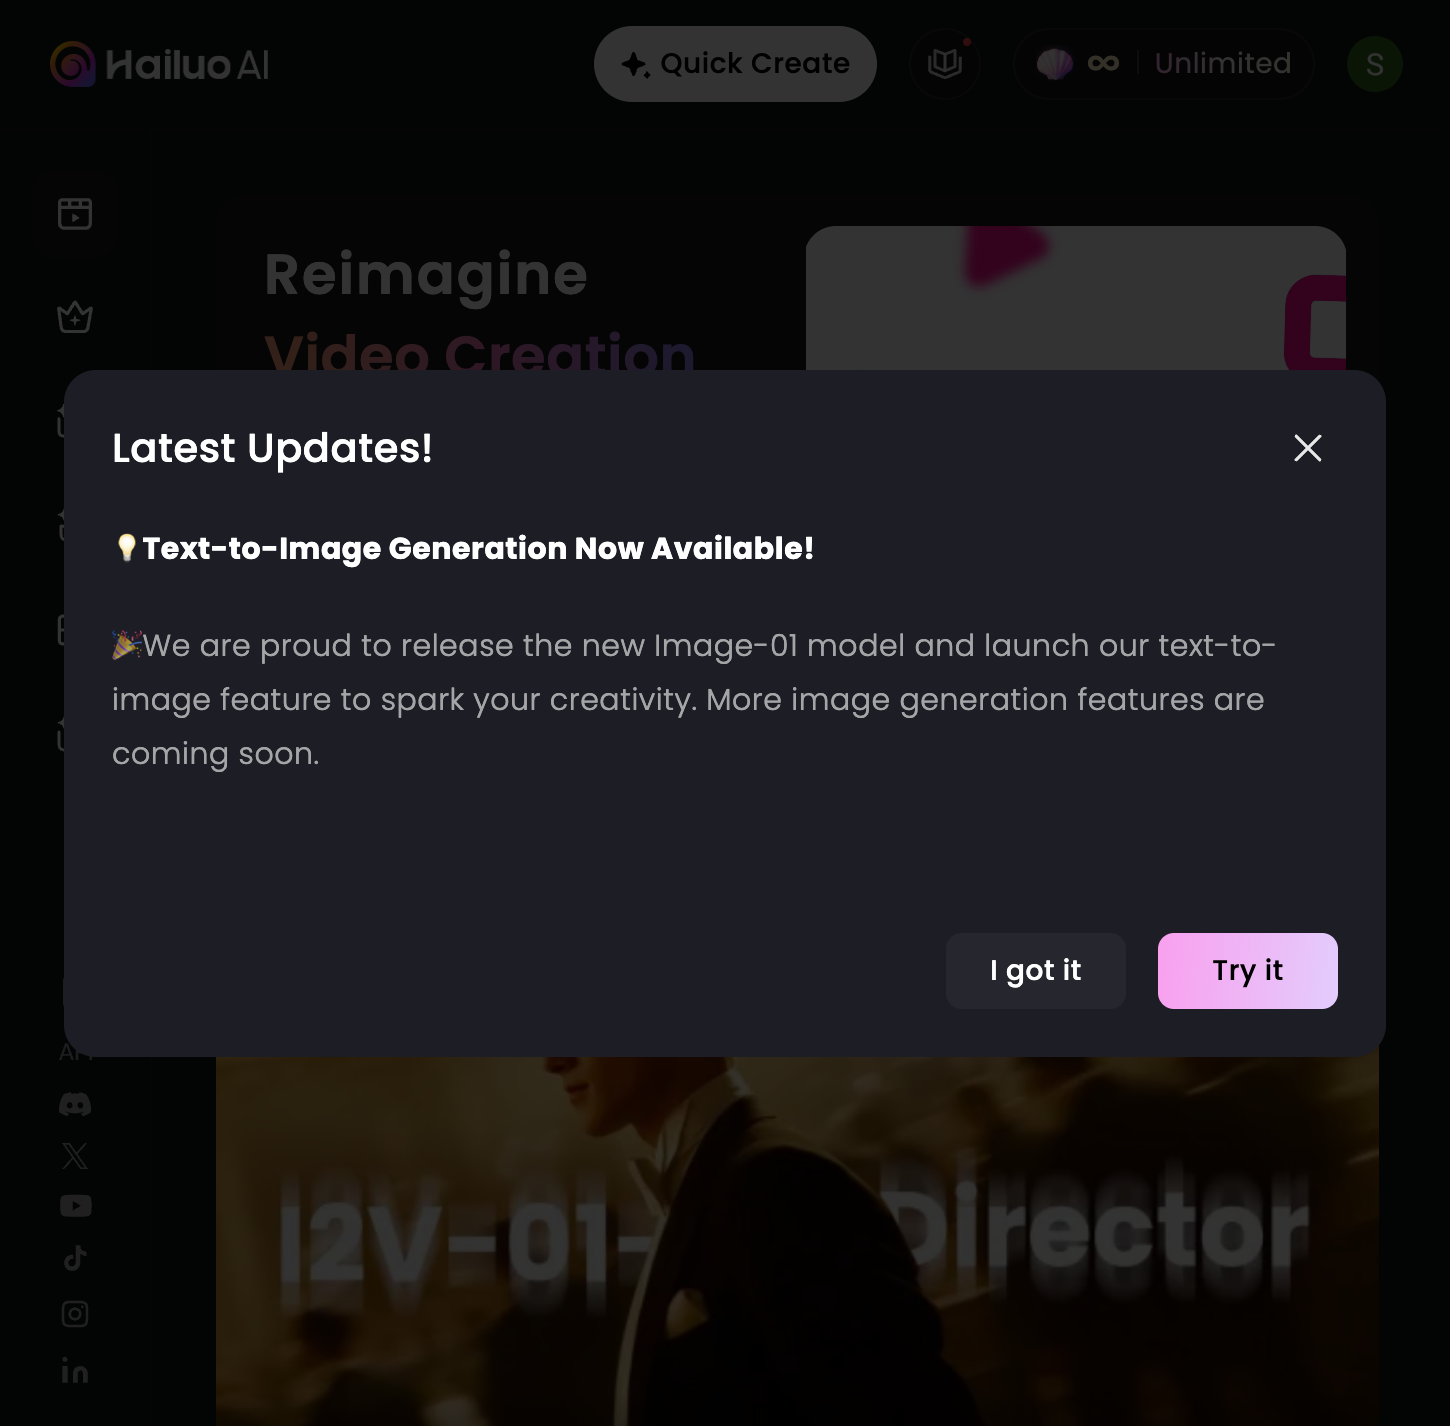 Hailuo AI
Quick Create
Unlimited
S
Reimagine
Video Creation
Latest Updates!
Text-to-Image Generation Now Available!
We are proud to release the new Image-01 model and launch our text-to-
image feature to spark your creativity. More image generation features are
coming soon.
I got it
Try it
API
I2V-01-Director